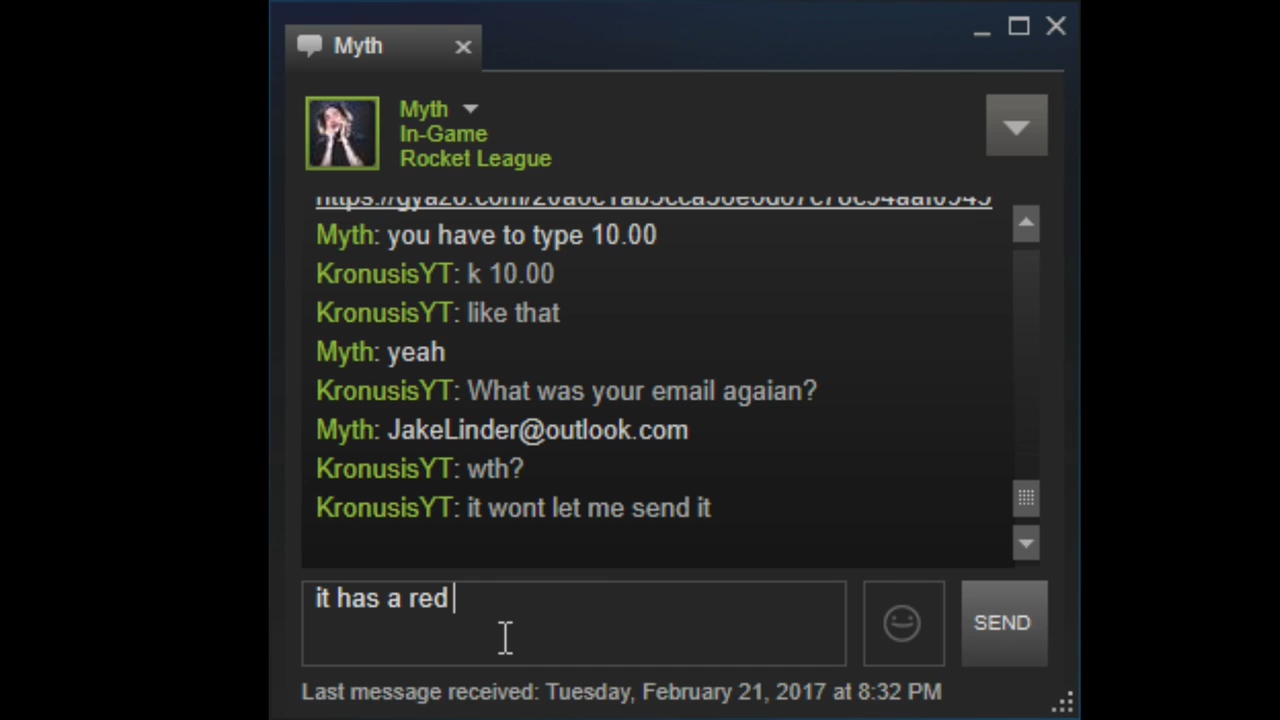 Myth
Myth
In-Game
Rocket League
Myth: you have to type 10.00
KronusisYT: k 10.00
KronusisYT: like that
Myth: yeah
KronusisYT: What was your email agaian?
Myth: JakeLinder@outlook.com
KronusisYT: wth?
KronusisYT: it wont let me send it
it has a red
SEND
Last message received: Tuesday, February 21, 2017 at 8:32 PM